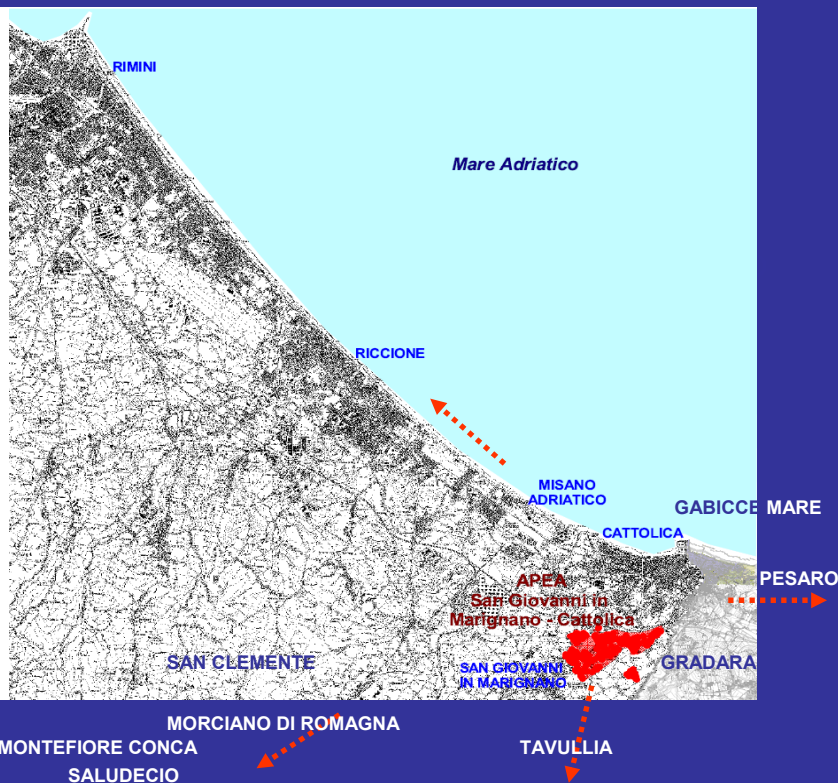 RIMINI
Mare Adriatico
RICCIONE
MISANO
ADRIATICO
GABICCE MARE
CATTOLICA
PESARO
APEA
San Giovanni in
Marignano - Cattolica
SAN CLEMENTE
SAN GIOVANNI
IN MARIGNANO
GRADARA
MORCIANO DI ROMAGNA
MONTEFIORE CONCA
TAVULLIA
SALUDECIO